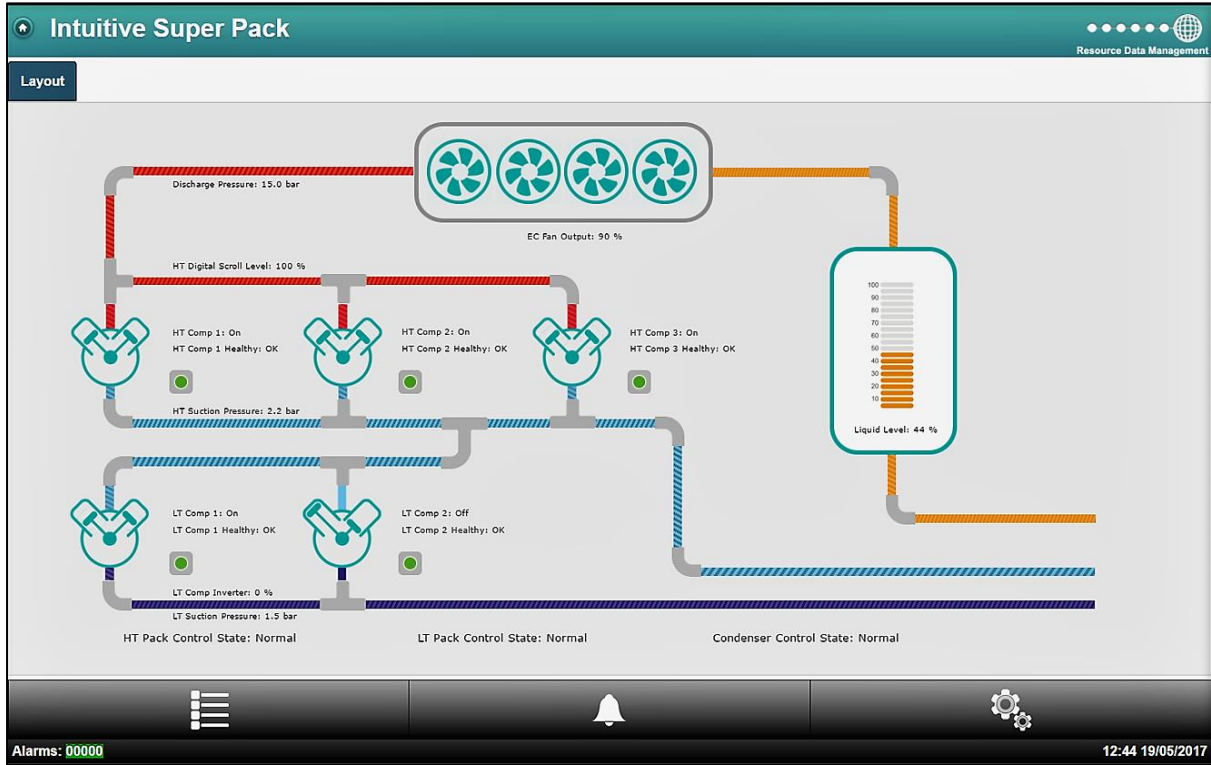 Intuitive Super Pack
Resource Data Management
Layout
Discharge Pressure: 15.0 bar
EC Fan Output: 90 %
HT Digital Scroll Level: 100 %
HT Comp 1: On
HT Comp 1 Healthy: OK
HT Comp 2: On
HT Comp 2 Healthy: OK
HT Comp 3: On
HT Comp 3 Healthy: OK
100
90
80
70
60
50
40
30
20
10
Liquid Level: 44 %
HT Suction Pressure: 2.2 bar
LT Comp 1: On
LT Comp 1 Healthy: OK
LT Comp 2: Off
LT Comp 2 Healthy: OK
LT Comp Inverter: 0 %
LT Suction Pressure: 1.5 bar
HT Pack Control State: Normal
LT Pack Control State: Normal
Condenser Control State: Normal
Alarms: 00000
12:44 19/05/2017